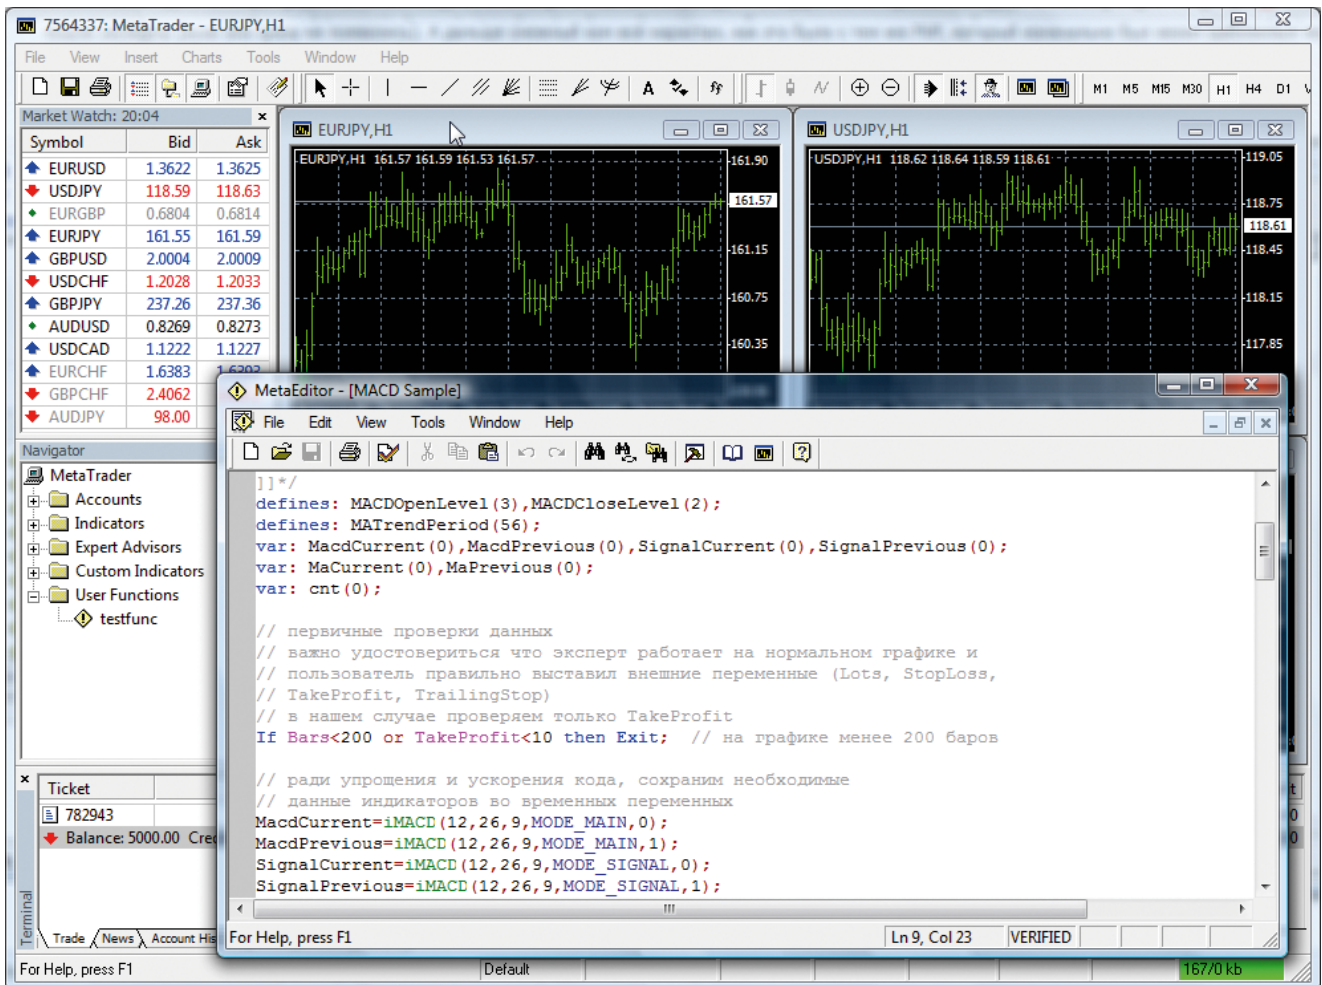 7564337: MetaTrader - EURJPY,H1
File View Insert Charts Tools Window Help
A M1 M5 M15 M30 H1 H4 D1
Market Watch: 20:04
Symbol Bid Ask
EURUSD 1.3622 1.3625
USDJPY 118.59 118.63
EURGBP 0.6804 0.6814
EURJPY 161.55 161.59
GBPUSD 2.0004 2.0009
USDCHF 1.2028 1.2033
GBPJPY 237.26 237.36
AUDUSD 0.8269 0.8273
USDCAD 1.1222 1.1227
EURCHF 1.6383
GBPCHF 2.4062
AUDJPY 98.00
EURJPY,H1
EURJPY,H1 161.57 161.59 161.53 161.57
161.90
161.57
161.15
160.75
160.35
USDJPY,H1
USDJPY,H1 118.62 118.64 118.59 118.61
119.05
118.75
118.61
118.45
118.15
117.85
Navigator
MetaTrader
Accounts
Indicators
Expert Advisors
Custom Indicators
User Functions
testfunc
MetaEditor - [MACD Sample]
File Edit View Tools Window Help
]]*/
defines: MACDOpenLevel(3),MACDCloseLevel(2);
defines: MATrendPeriod(56);
var: MacdCurrent(0),MacdPrevious(0),SignalCurrent(0),SignalPrevious(0);
var: MaCurrent(0),MaPrevious(0);
var: cnt(0);
// первичные проверки данных
// важно удостовериться что эксперт работает на нормальном графике и
// пользователь правильно выставил внешние переменные (Lots, StopLoss,
// TakeProfit, TrailingStop)
// в нашем случае проверяем только TakeProfit
If Bars<200 or TakeProfit<10 then Exit; // на графике менее 200 баров
// ради упрощения и ускорения кода, сохраним необходимые
// данные индикаторов во временных переменных
MacdCurrent=iMACD(12,26,9,MODE_MAIN,0);
MacdPrevious=iMACD(12,26,9,MODE_MAIN,1);
SignalCurrent=iMACD(12,26,9,MODE_SIGNAL,0);
SignalPrevious=iMACD(12,26,9,MODE_SIGNAL,1);
For Help, press F1 Ln 9, Col 23 VERIFIED
Ticket
782943
Balance: 5000.00
Terminal
Trade News Account His
For Help, press F1 Default 167/0 kb